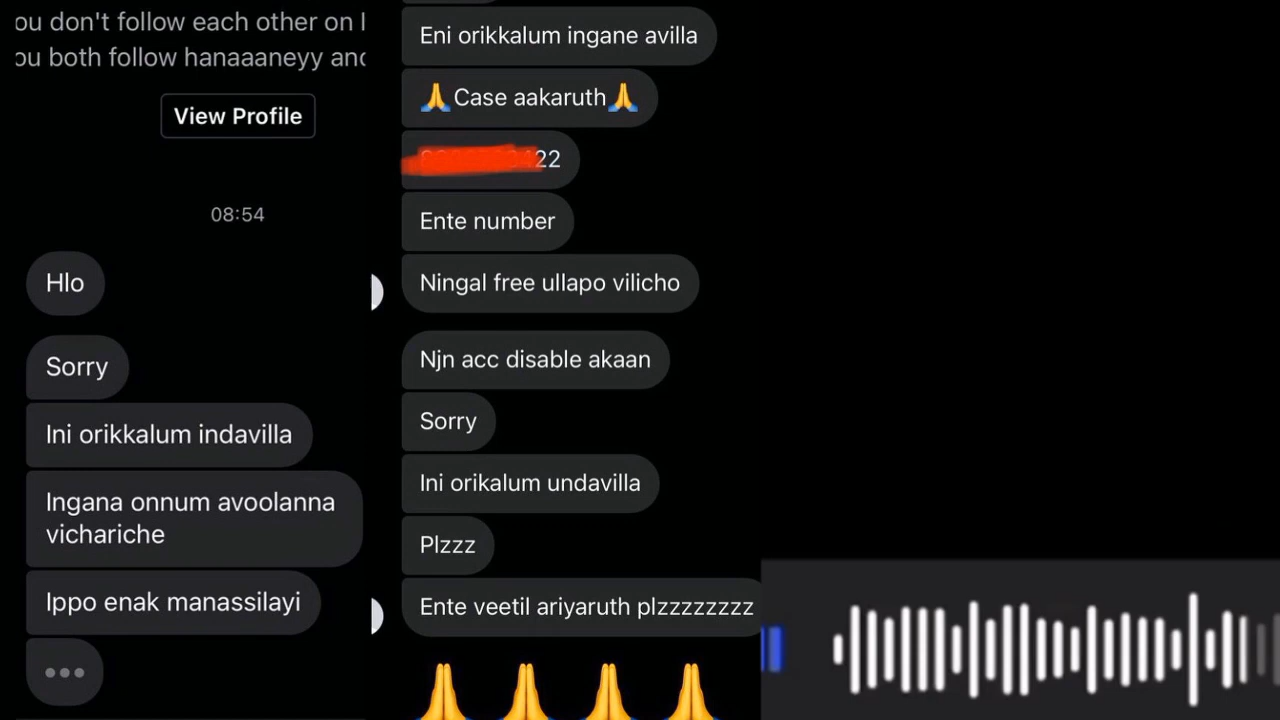 ou don't follow each other on I
ou both follow hanaaaneyy and
View Profile
08:54
Hlo
Sorry
Ini orikkalum indavilla
Ingana onnum avoolanna
vichariche
Ippo enak manassilayi
Eni orikkalum ingane avilla
🙏Case aakaruth🙏
22
Ente number
Ningal free ullapo vilicho
Njn acc disable akaan
Sorry
Ini orikalum undavilla
Plzzz
Ente veetil ariyaruth plzzzzzzzz
🙏 🙏 🙏 🙏